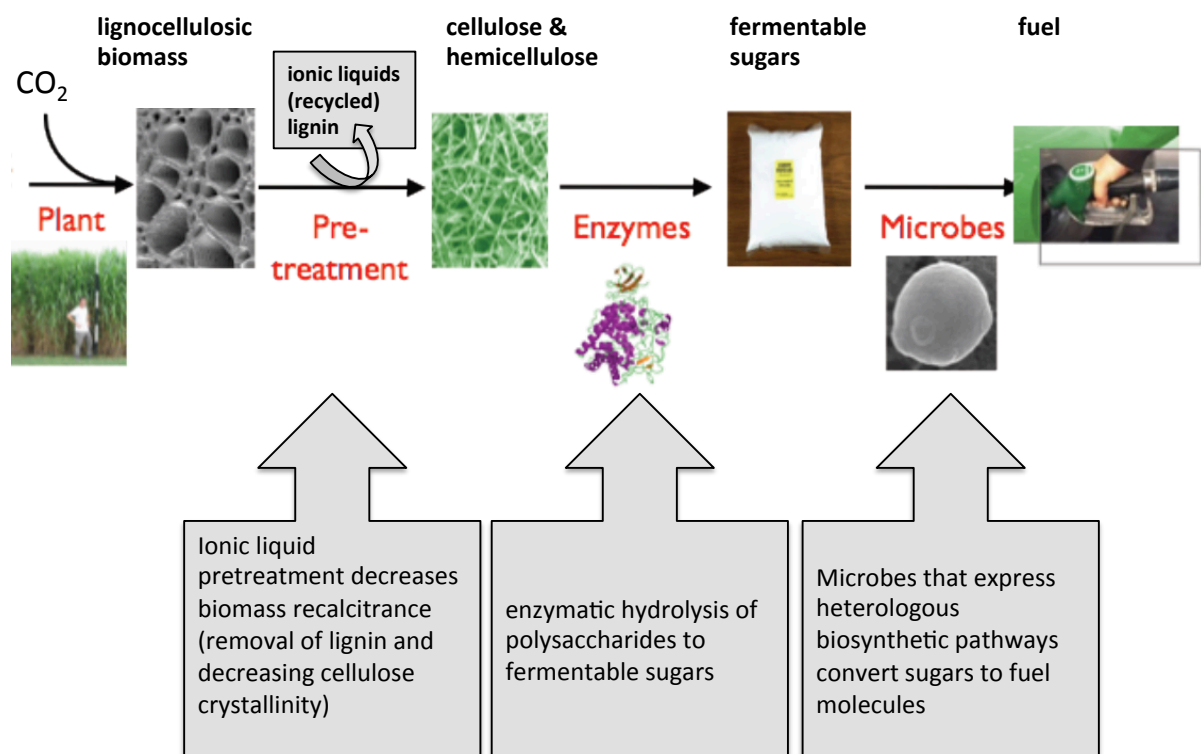 lignocellulosic
biomass
cellulose &
hemicellulose
fermentable
sugars
fuel
ionic liquids
(recycled)
lignin
CO₂
Plant
Pre-
treatment
Enzymes
Microbes
Ionic liquid
pretreatment decreases
biomass recalcitrance
(removal of lignin and
decreasing cellulose
crystallinity)
enzymatic hydrolysis of
polysaccharides to
fermentable sugars
Microbes that express
heterologous
biosynthetic pathways
convert sugars to fuel
molecules